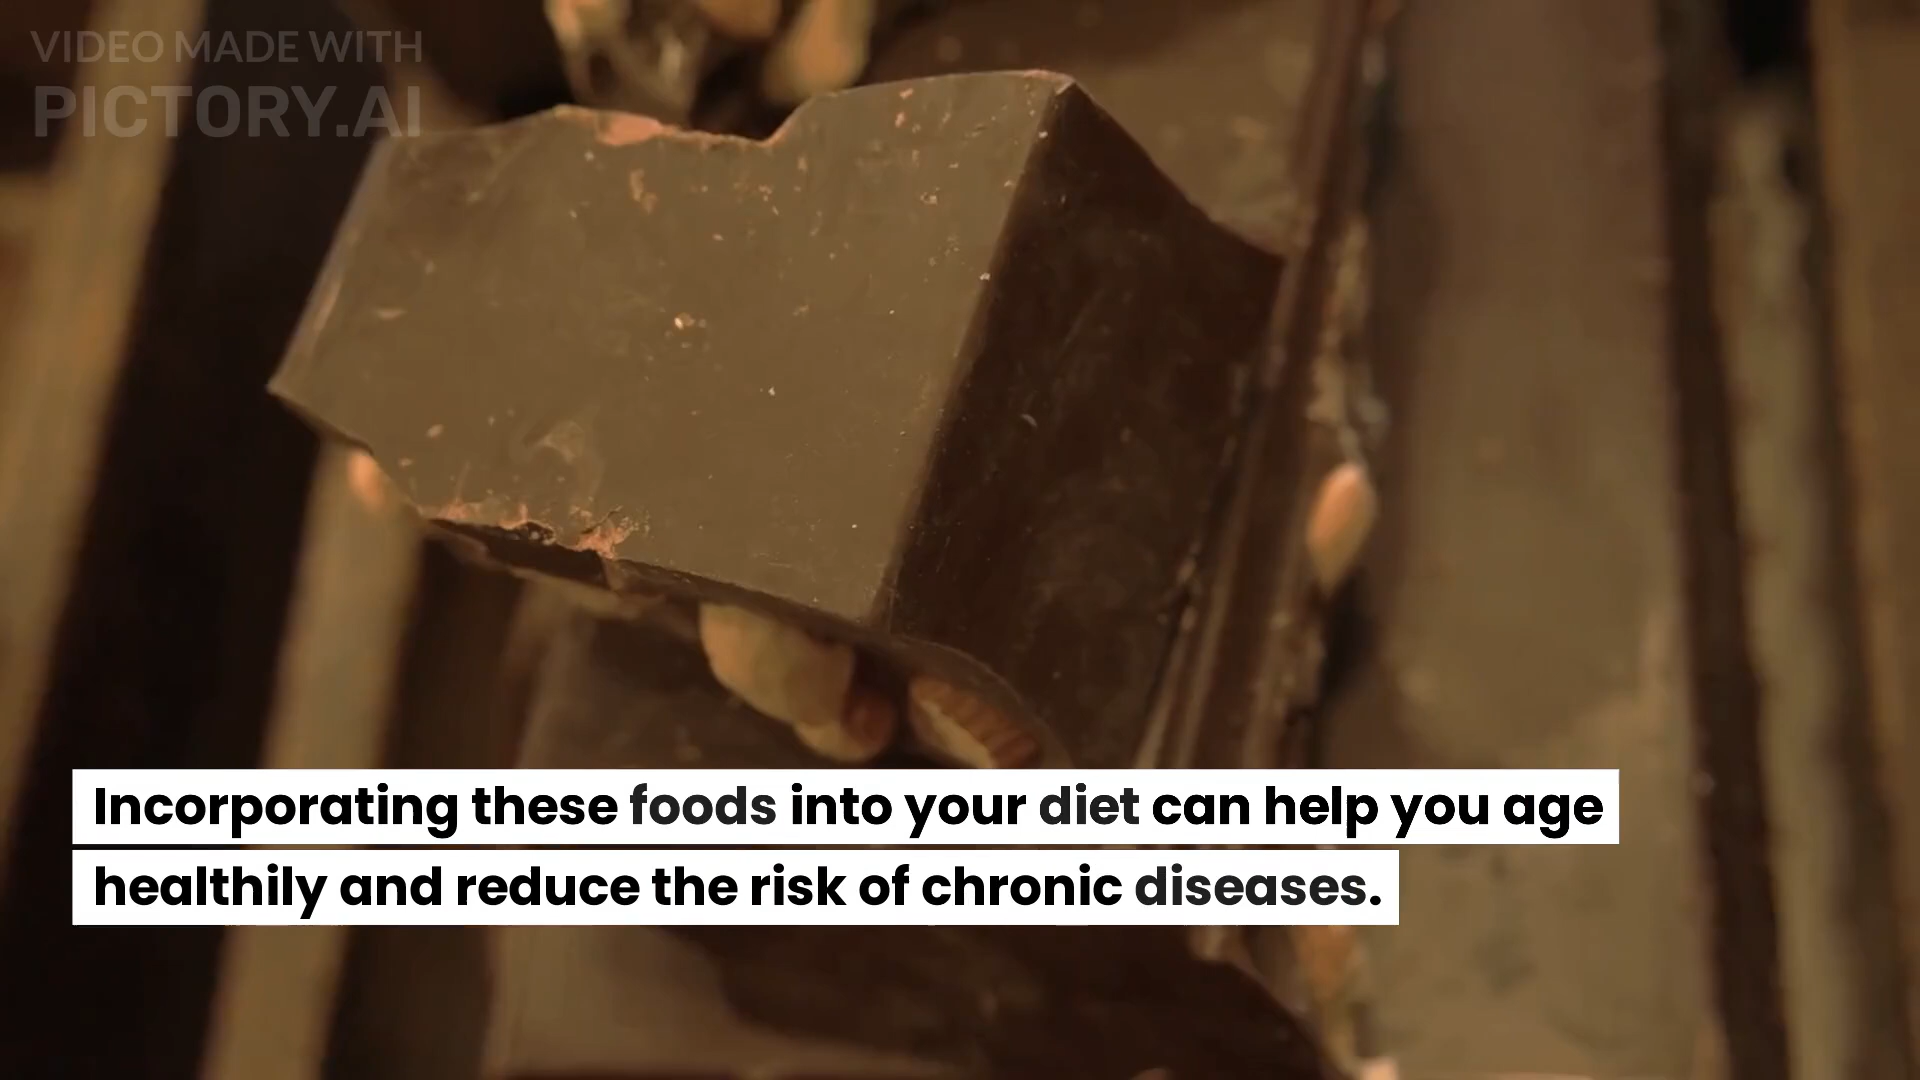 VIDEO MADE WITH
PICTORY.AI
Incorporating these foods into your diet can help you age
healthily and reduce the risk of chronic diseases.